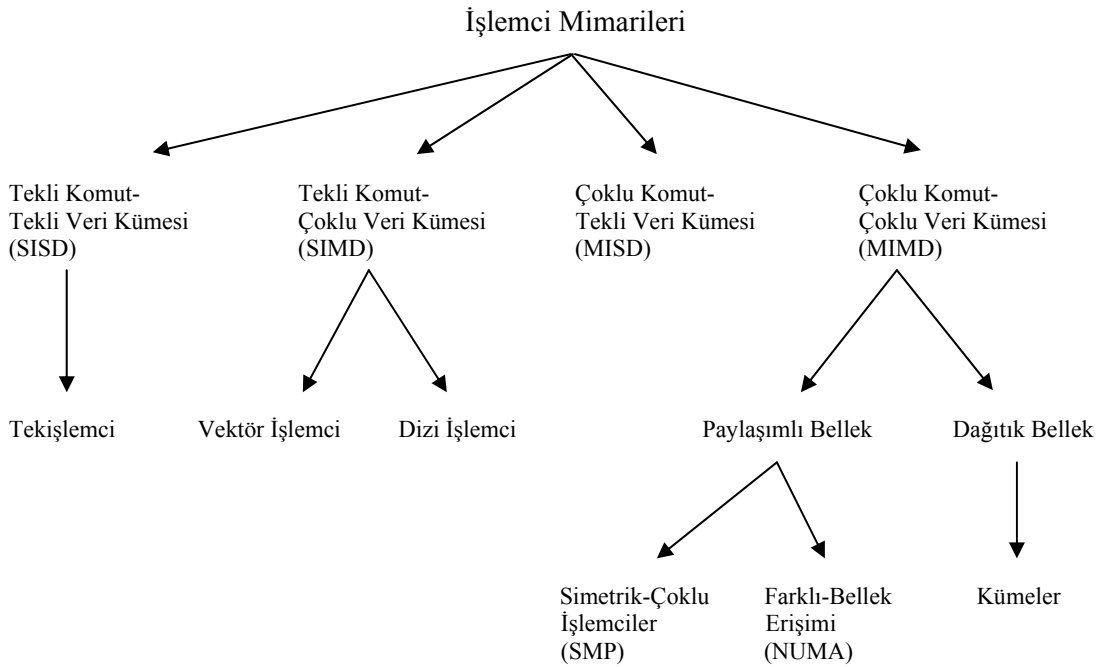 İşlemci Mimarileri
Tekli Komut-
Tekli Veri Kümesi
(SISD)
Tekli Komut-
Çoklu Veri Kümesi
(SIMD)
Çoklu Komut-
Tekli Veri Kümesi
(MISD)
Çoklu Komut-
Çoklu Veri Kümesi
(MIMD)
Tekişlemci
Vektör İşlemci
Dizi İşlemci
Paylaşımlı Bellek
Dağıtık Bellek
Simetrik-Çoklu
İşlemciler
(SMP)
Farklı-Bellek
Erişimi
(NUMA)
Kümeler